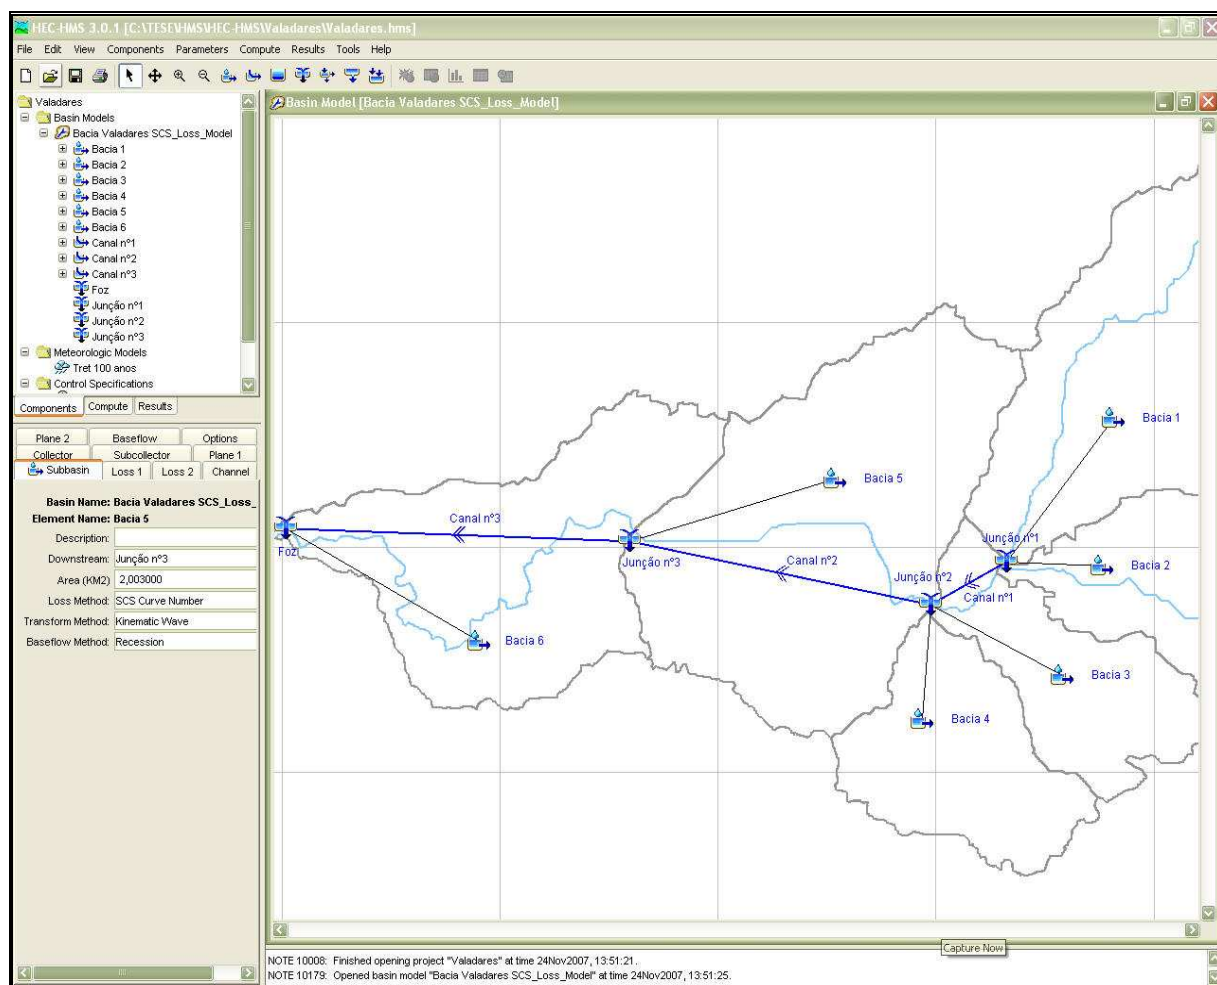 HEC-HMS 3.0.1 [C:\TESE\HMS\HEC-HMS\Valadares\Valadares.hms]
File Edit View Components Parameters Compute Results Tools Help
Valadares
Basin Models
Bacia Valadares SCS_Loss_Model
Bacia 1
Bacia 2
Bacia 3
Bacia 4
Bacia 5
Bacia 6
Canal nº1
Canal nº2
Canal nº3
Foz
Junção nº1
Junção nº2
Junção nº3
Meteorologic Models
Tret 100 anos
Control Specifications
Components Compute Results
Plane 2 Baseflow Options
Collector Subcollector Plane 1
Subbasin Loss 1 Loss 2 Channel
Basin Name: Bacia Valadares SCS_Loss_
Element Name: Bacia 5
Description:
Downstream: Junção nº3
Area (KM2) 2,003000
Loss Method: SCS Curve Number
Transform Method: Kinematic Wave
Baseflow Method: Recession
Basin Model [Bacia Valadares SCS_Loss_Model]
Bacia 1
Bacia 5
Canal nº3
Foz
Junção nº3
Canal nº2
Junção nº1
Bacia 2
Junção nº2
Canal nº1
Bacia 6
Bacia 3
Bacia 4
Capture Now
NOTE 10008: Finished opening project "Valadares" at time 24Nov2007, 13:51:21.
NOTE 10179: Opened basin model "Bacia Valadares SCS_Loss_Model" at time 24Nov2007, 13:51:25.